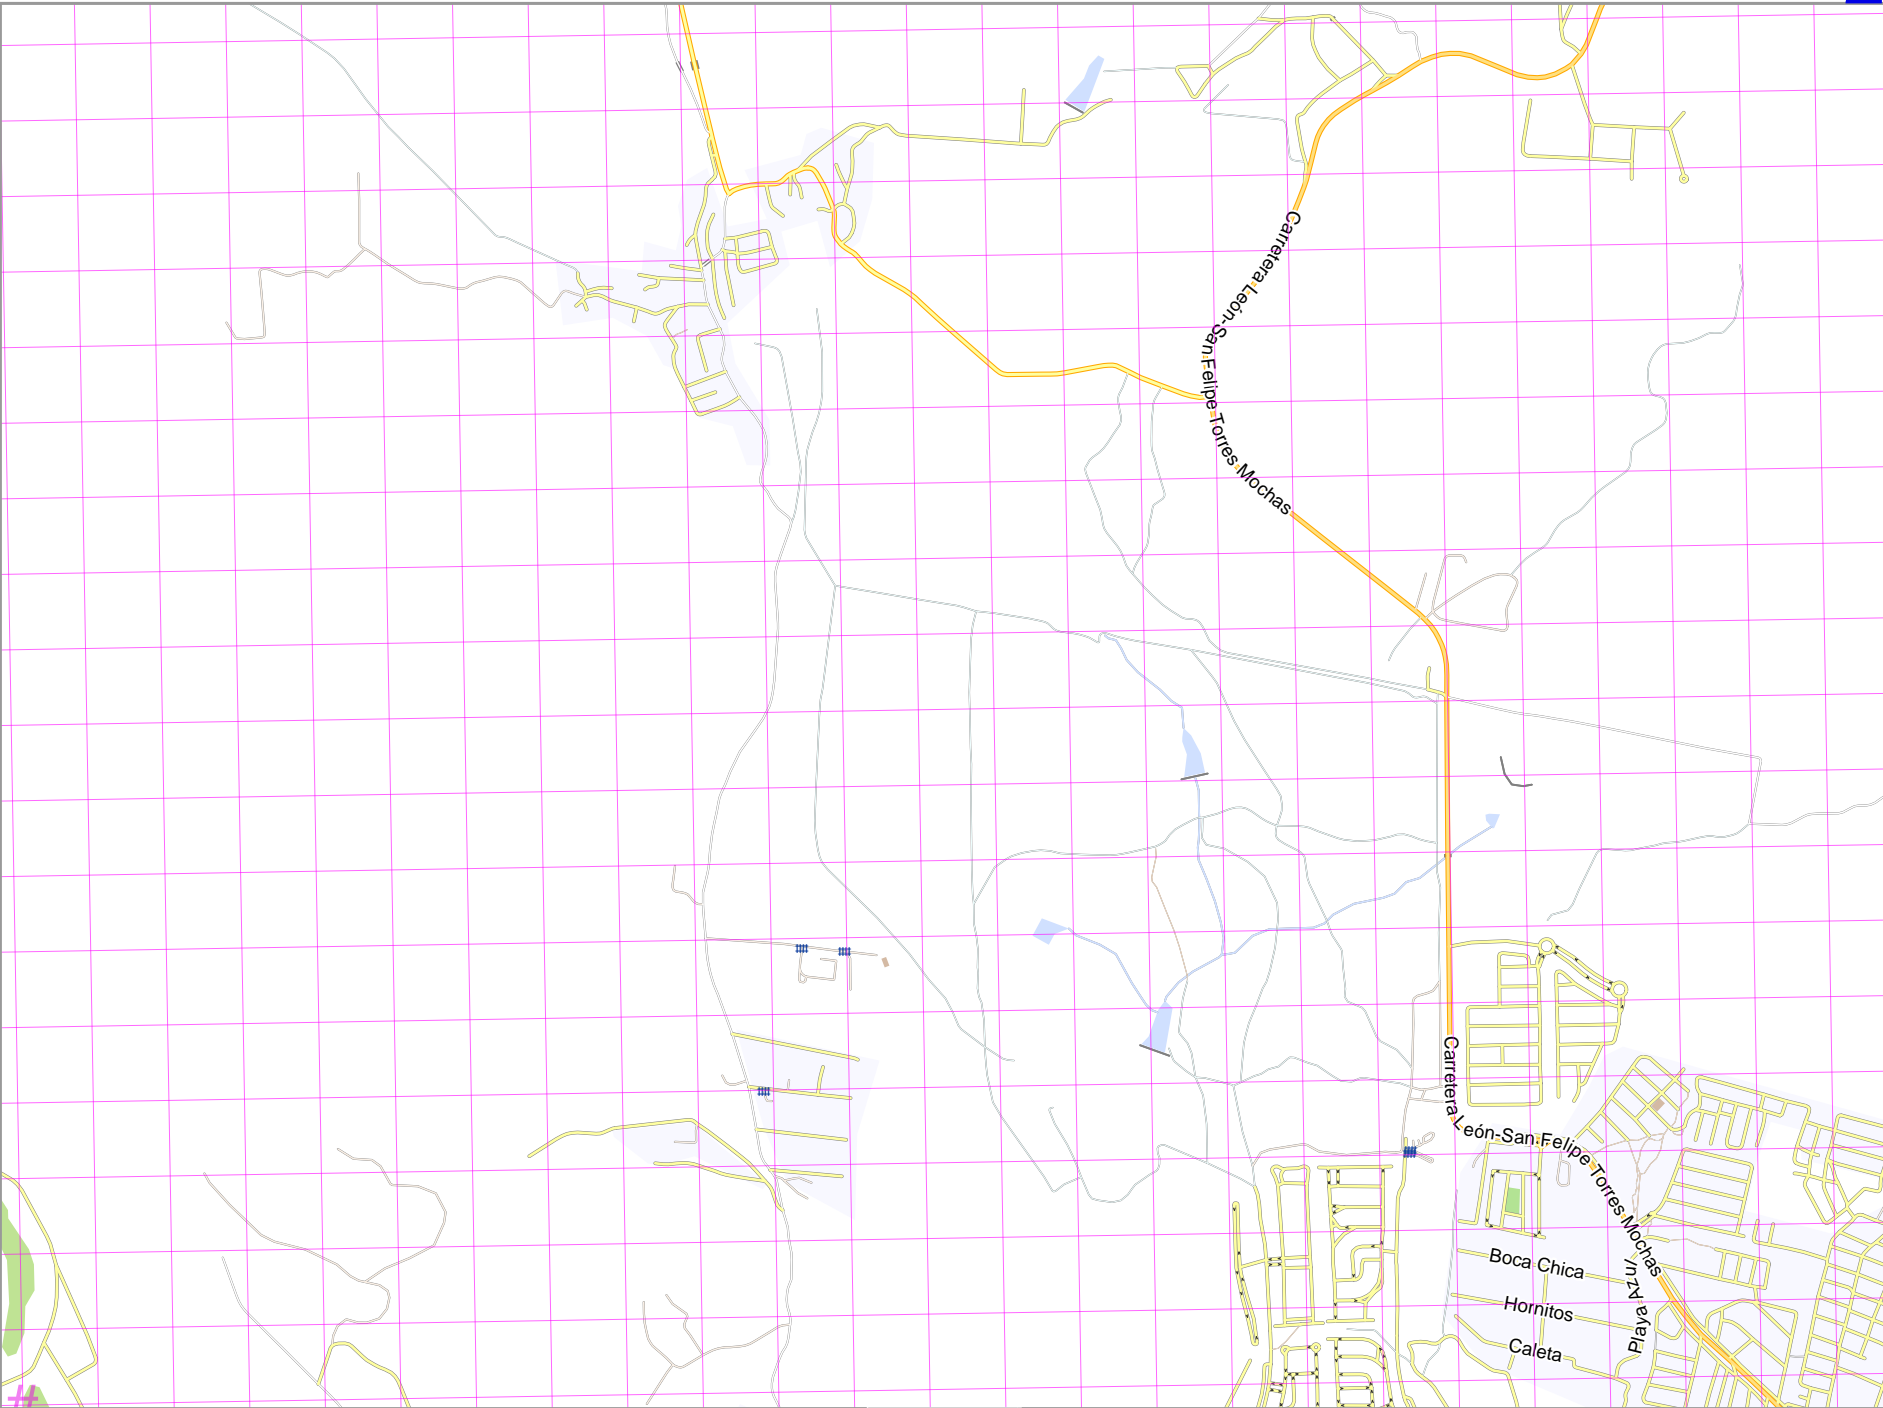 Carretera León-San Felipe Torres Mochas
Carretera León-San Felipe Torres Mochas
Boca Chica
Playa Azul
Hornitos
Caleta
#